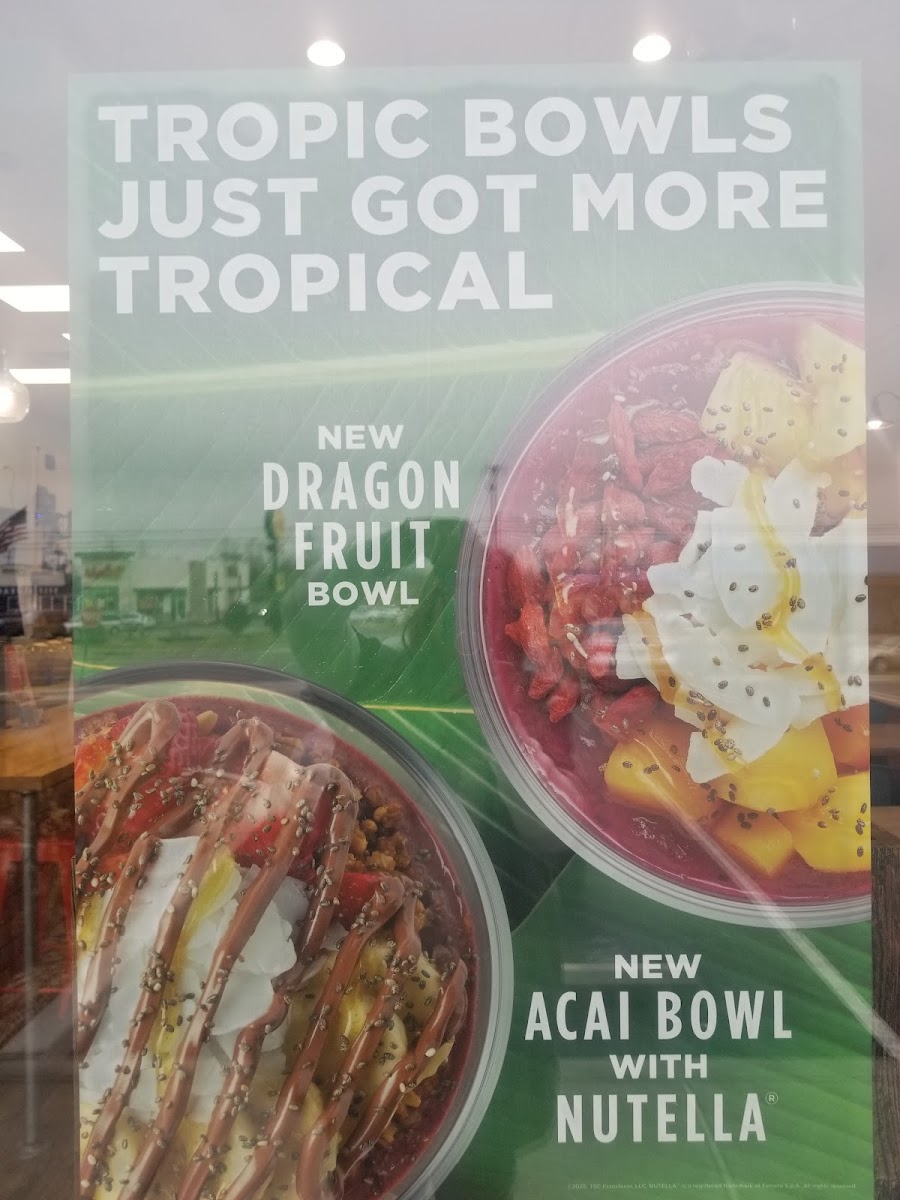 TROPIC BOWLS
JUST GOT MORE
TROPICAL
NEW
DRAGON
FRUIT
BOWL
NEW
ACAI BOWL
WITH
NUTELLA®